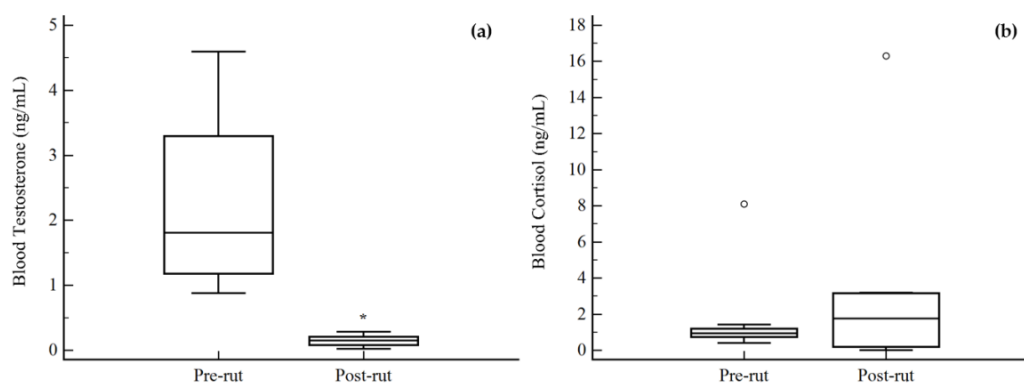 (a)
Blood Testosterone (ng/mL)
5
4
3
2
1
0
*
Pre-rut
Post-rut
(b)
Blood Cortisol (ng/mL)
18
16
14
12
10
8
6
4
2
0
Pre-rut
Post-rut